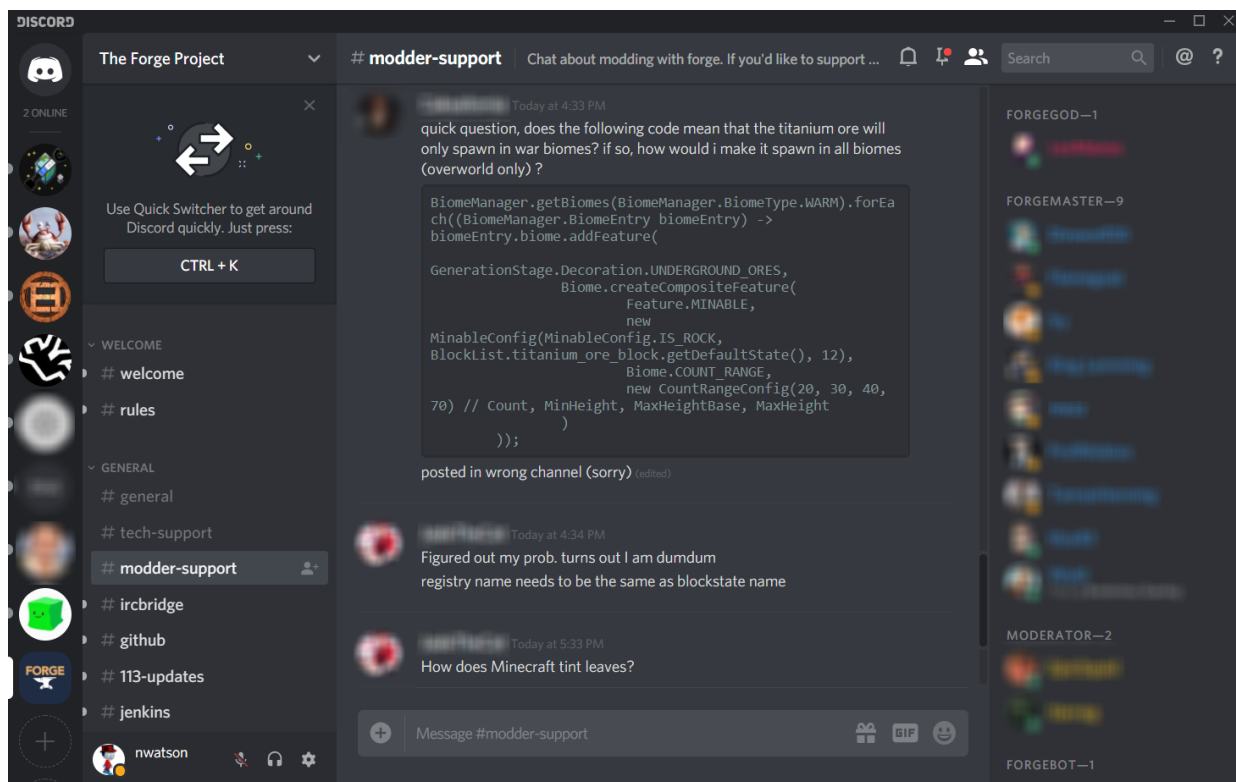 DISCORD
2 ONLINE
FORGE
The Forge Project
Use Quick Switcher to get around
Discord quickly. Just press:
CTRL + K
WELCOME
# welcome
# rules
GENERAL
# general
# tech-support
# modder-support
# ircbridge
# github
# 113-updates
# jenkins
nwatson
# modder-support
Chat about modding with forge. If you'd like to support ...
Search
@
?
Today at 4:33 PM
quick question, does the following code mean that the titanium ore will
only spawn in war biomes? if so, how would i make it spawn in all biomes
(overworld only) ?
BiomeManager.getBiomes(BiomeManager.BiomeType.WARM).forEa
ch((BiomeManager.BiomeEntry biomeEntry) ->
biomeEntry.biome.addFeature(
GenerationStage.Decoration.UNDERGROUND_ORES,
Biome.createCompositeFeature(
Feature.MINABLE,
new
MinableConfig(MinableConfig.IS_ROCK,
BlockList.titanium_ore_block.getDefaultState(), 12),
Biome.COUNT_RANGE,
new CountRangeConfig(20, 30, 40,
70) // Count, MinHeight, MaxHeightBase, MaxHeight
)
));
posted in wrong channel (sorry) (edited)
Today at 4:34 PM
Figured out my prob. turns out I am dumdum
registry name needs to be the same as blockstate name
Today at 5:33 PM
How does Minecraft tint leaves?
Message #modder-support
GIF
FORGEGOD—1
FORGEMASTER—9
MODERATOR—2
FORGEBOT—1